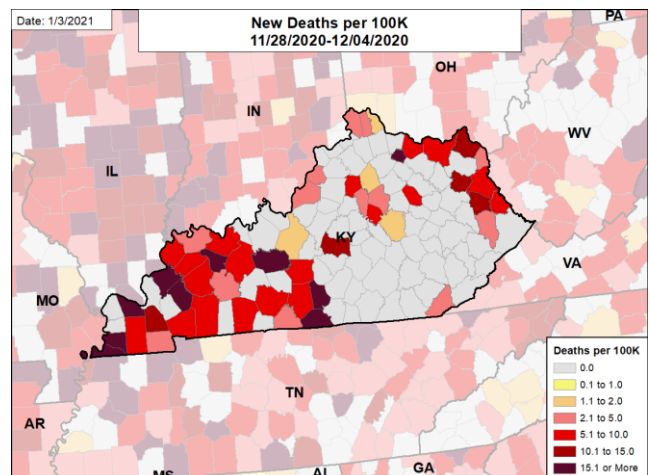 Date: 1/3/2021
New Deaths per 100K
11/28/2020-12/04/2020
PA
OH
IN
WV
IL
KY
VA
MO
TN
AR
MS
AL
GA
Deaths per 100K
0.0
0.1 to 1.0
1.1 to 2.0
2.1 to 5.0
5.1 to 10.0
10.1 to 15.0
15.1 or More